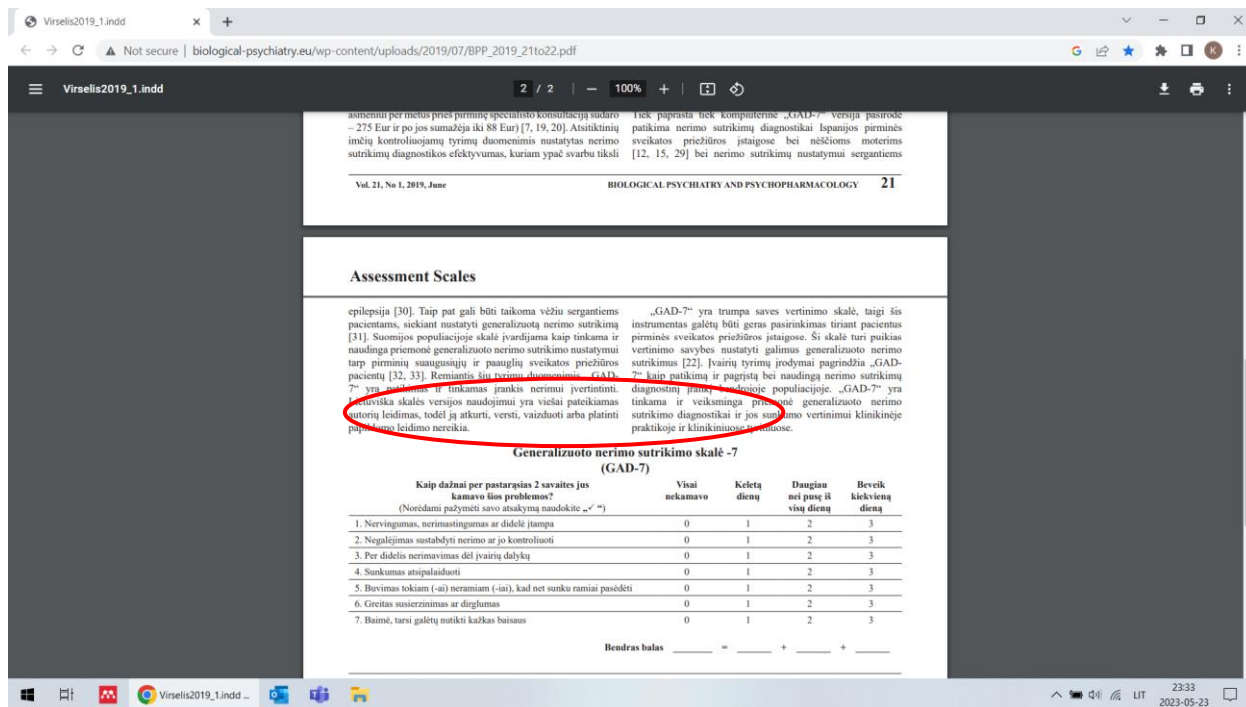 Virselis2019_1.indd
Not secure | biological-psychiatry.eu/wp-content/uploads/2019/07/BPP_2019_21to22.pdf
G
K
Virselis2019_1.indd
2 / 2 | − 100% +
asmeniui per metus prieš pirminę specialisto konsultaciją sudaro
– 275 Eur ir po jos sumažėja iki 88 Eur) [7, 19, 20]. Atsitiktinių
imčių kontroliuojamų tyrimų duomenimis nustatytas nerimo
sutrikimų diagnostikos efektyvumas, kuriam ypač svarbu tiksli
Tiek paprasta tiek kompiuterinė „GAD-7“ versija pasirodė
patikima nerimo sutrikimų diagnostikai Ispanijos pirminės
sveikatos priežiūros įstaigose bei nėščioms moterims
[12, 15, 29] bei nerimo sutrikimų nustatymui sergantiems
Vol. 21, No 1, 2019, June
BIOLOGICAL PSYCHIATRY AND PSYCHOPHARMACOLOGY 21
Assessment Scales
epilepsija [30]. Taip pat gali būti taikoma vėžiu sergantiems
pacientams, siekiant nustatyti generalizuotą nerimo sutrikimą
[31]. Suomijos populiacijoje skalė įvardijama kaip tinkama ir
naudinga priemonė generalizuoto nerimo sutrikimo nustatymui
tarp pirminių suaugusiųjų ir paauglių sveikatos priežiūros
pacientų [32, 33]. Remiantis šių tyrimų duomenimis „GAD-
7“ yra patikimas ir tinkamas įrankis nerimui įvertintinti.
Lietuviška skalės versijos naudojimui yra viešai pateikiamas
autorių leidimas, todėl ją atkurti, versti, vaizduoti arba platinti
papildomo leidimo nereikia.
„GAD-7“ yra trumpa saves vertinimo skalė, taigi šis
instrumentas galėtų būti geras pasirinkimas tiriant pacientus
pirminės sveikatos priežiūros įstaigose. Ši skalė turi puikias
vertinimo savybes nustatyti galimus generalizuoto nerimo
sutrikimus [22]. Įvairių tyrimų įrodymai pagrindžia „GAD-
7“ kaip patikimą ir pagrįstą bei naudingą nerimo sutrikimų
diagnostinį įrankį bendrojoje populiacijoje. „GAD-7“ yra
tinkama ir veiksminga priemonė generalizuoto nerimo
sutrikimo diagnostikai ir jos sunkumo vertinimui klinikinėje
praktikoje ir klinikiniuose tyrimuose.
Generalizuoto nerimo sutrikimo skalė -7
(GAD-7)
Kaip dažnai per pastarąsias 2 savaites jus
kamavo šios problemos?
(Norėdami pažymėti savo atsakymą naudokite „✓ “)
Visai
nekamavo
Keletą
dienų
Daugiau
nei pusę iš
visų dienų
Beveik
kiekvieną
dieną
1. Nervingumas, nerimastingumas ar didelė įtampa 0 1 2 3
2. Negalėjimas sustabdyti nerimo ar jo kontroliuoti 0 1 2 3
3. Per didelis nerimavimas dėl įvairių dalykų 0 1 2 3
4. Sunkumas atsipalaiduoti 0 1 2 3
5. Buvimas tokiam (-ai) neramiam (-iai), kad net sunku ramiai pasėdėti 0 1 2 3
6. Greitas susierzinimas ar dirglumas 0 1 2 3
7. Baimė, tarsi galėtų nutikti kažkas baisaus 0 1 2 3
Bendras balas ______ = ______ + ______ + ______
Virselis2019_1.indd ...
LIT
23:33
2023-05-23